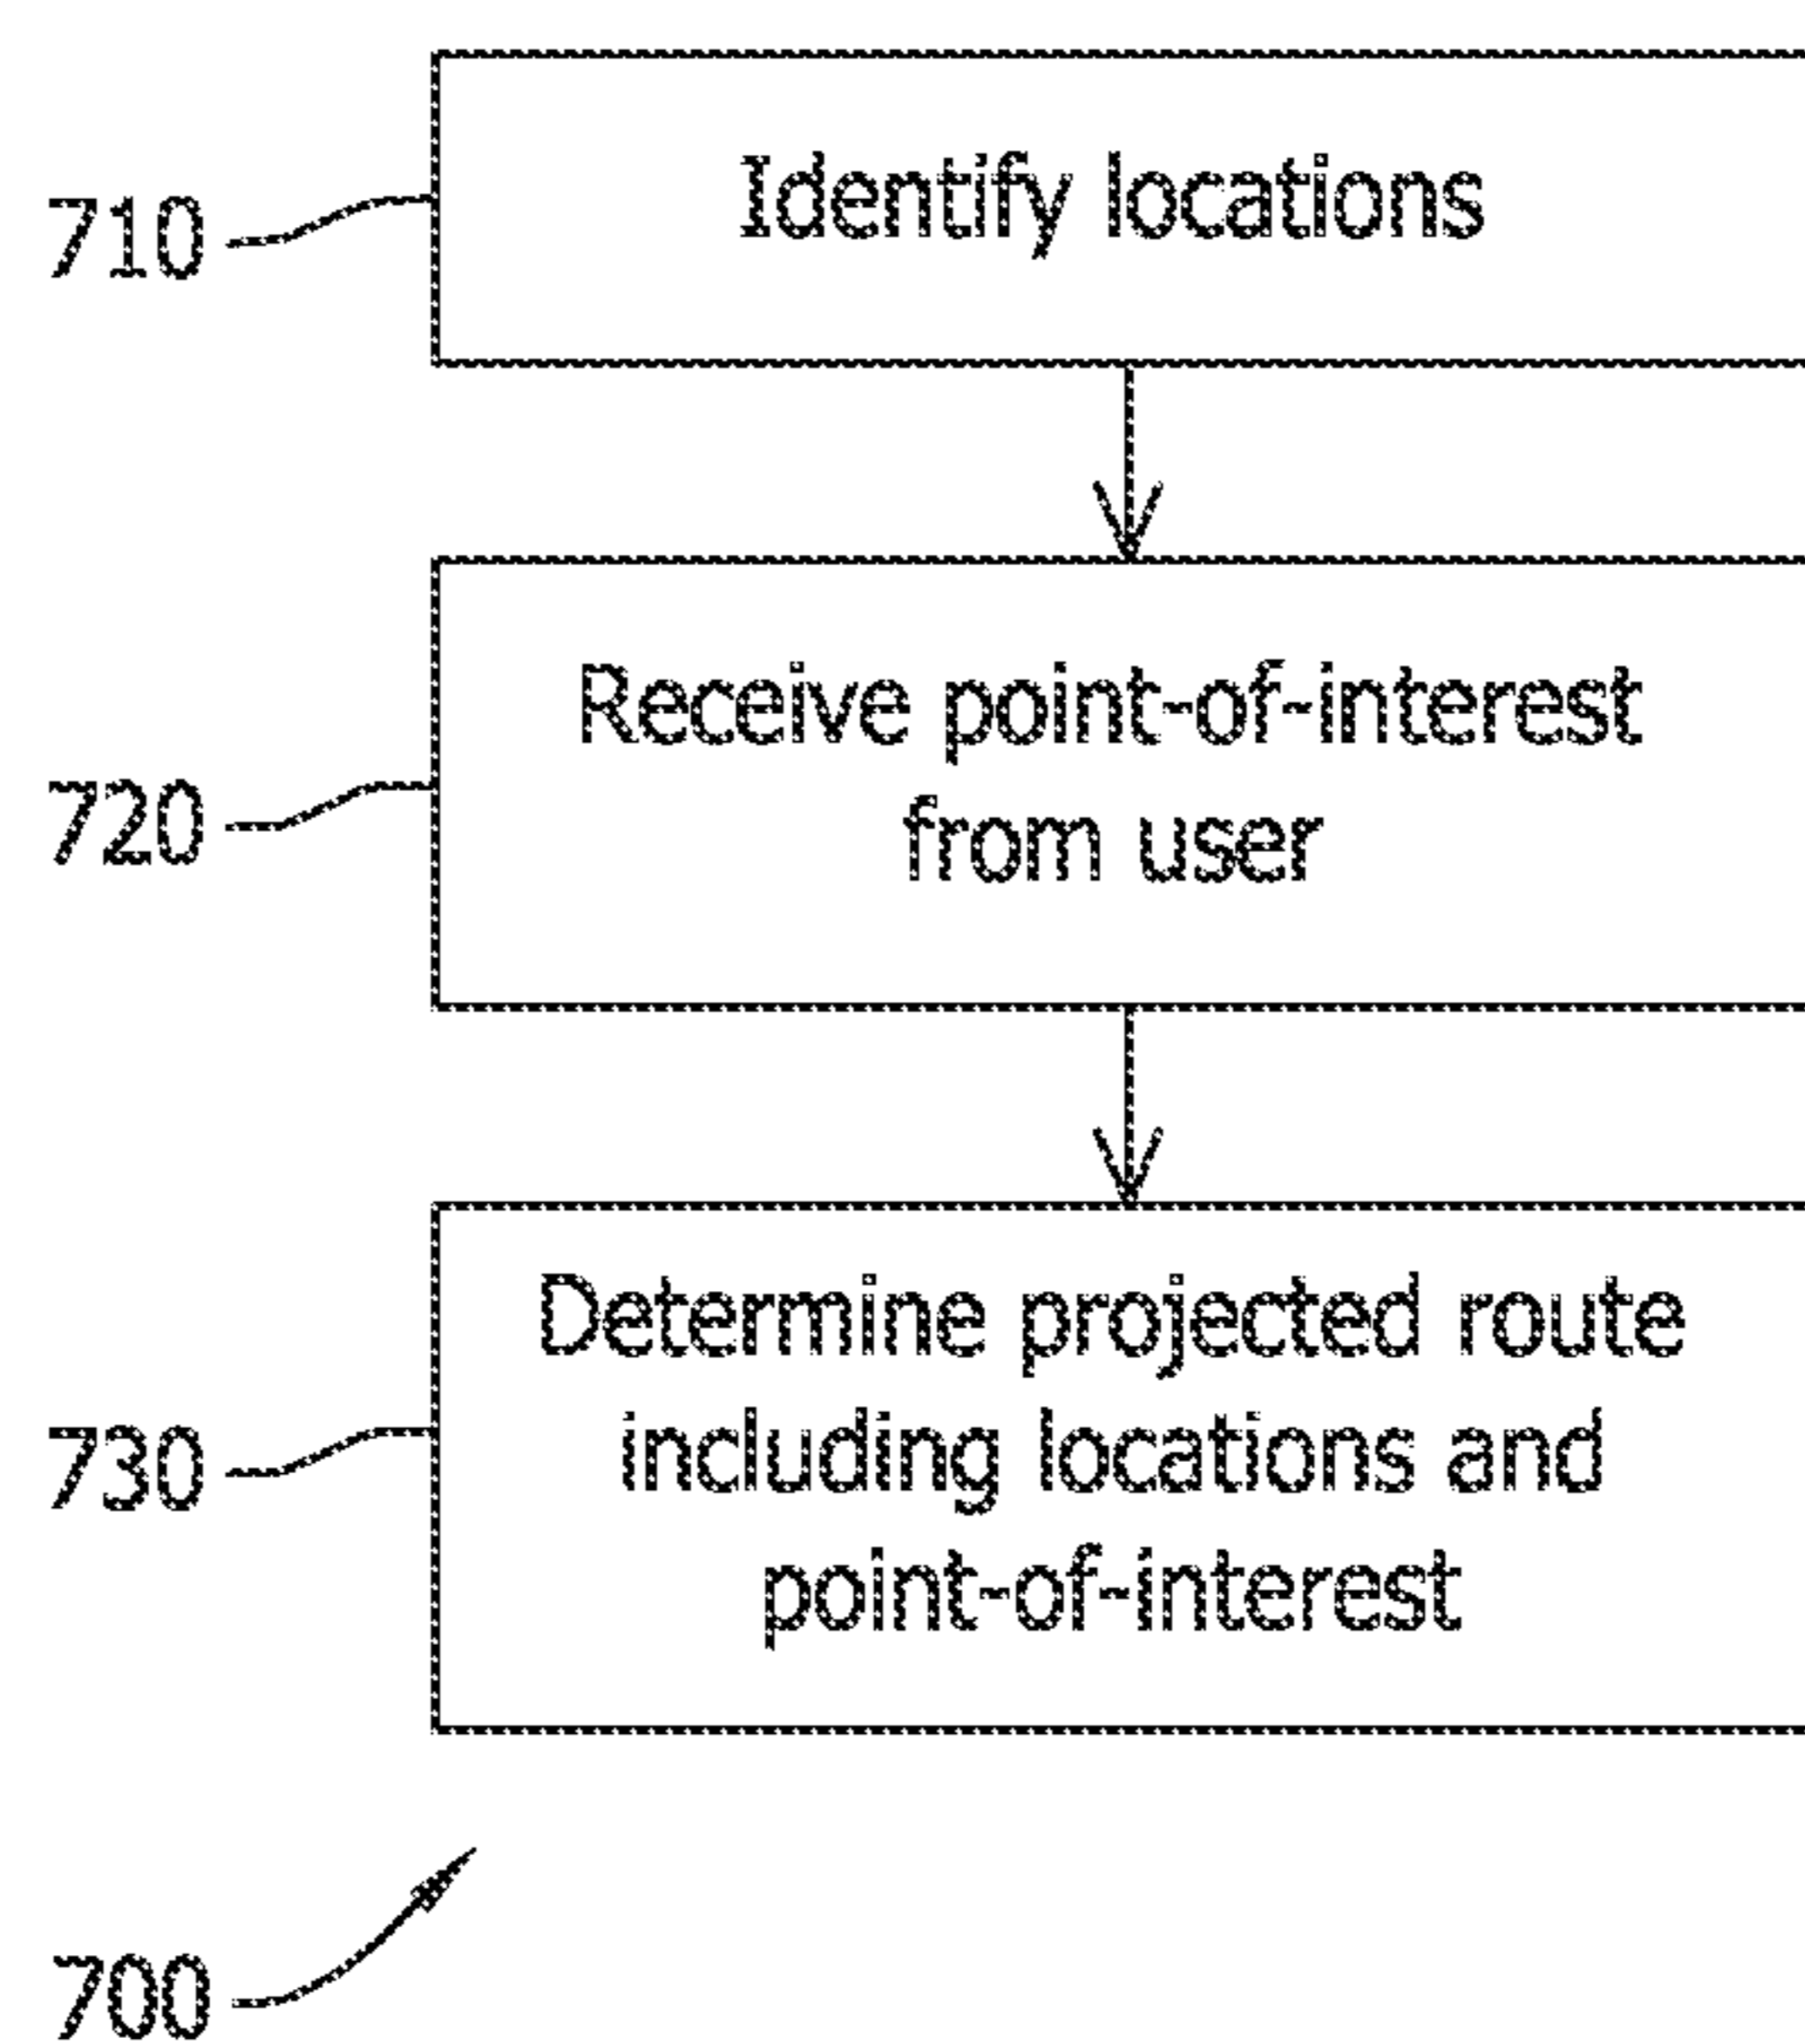 710
Identify locations
720
Receive point-of-interest
from user
730
Determine projected route
including locations and
point-of-interest
700